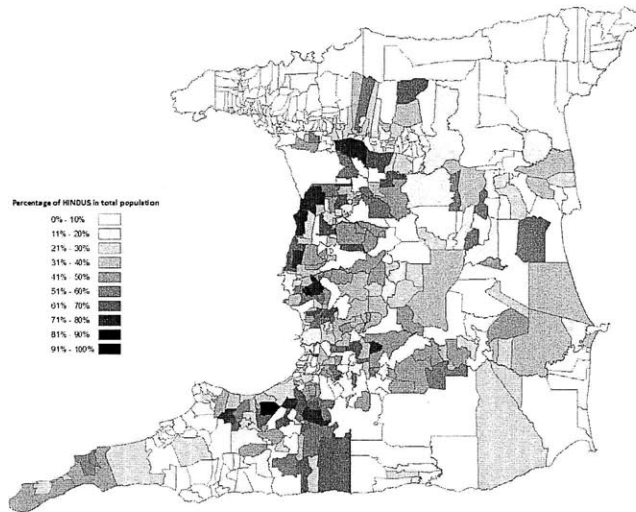 Percentage of HINDUS in total population
0% - 10%
11% - 20%
21% - 30%
31% - 40%
41% - 50%
51% - 60%
61% - 70%
71% - 80%
81% - 90%
91% - 100%